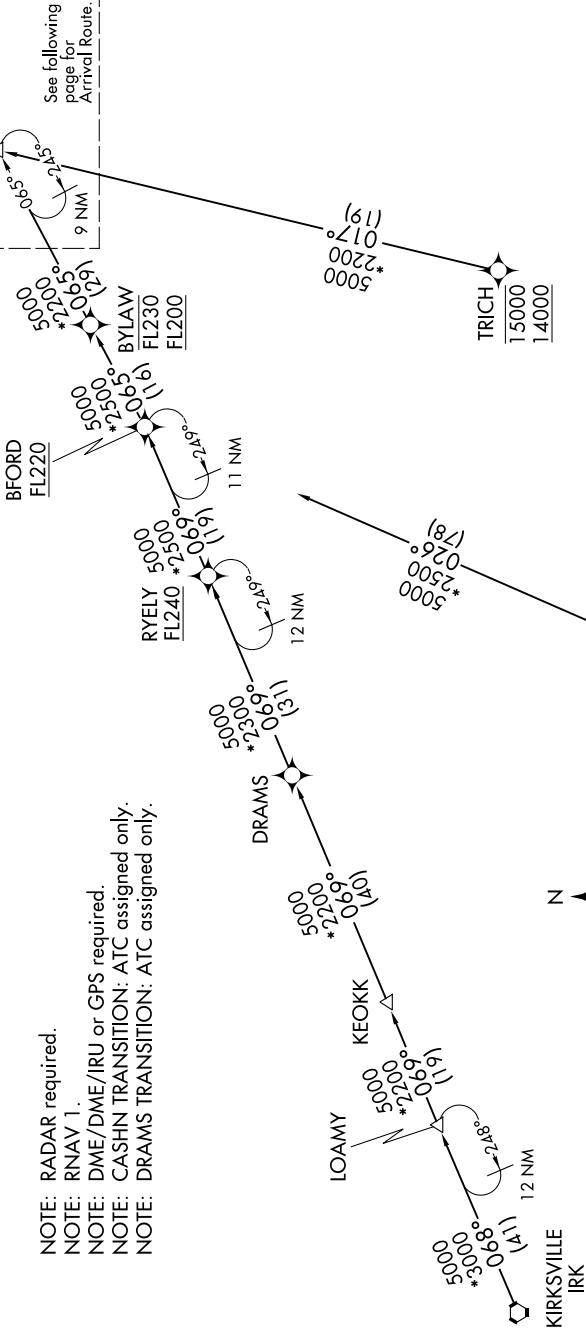 NOTE: RADAR required.
NOTE: RNAV 1.
NOTE: DME/DME/IRU or GPS required.
NOTE: CASHN TRANSITION: ATC assigned only.
NOTE: DRAMS TRANSITION: ATC assigned only.
See following
page for
Arrival Route.
065°
245°
9 NM
5000
*2200
065°
(29)
BYLAW
FL230
FL200
5000
*2500
065°
(16)
BFORD
FL220
249°
11 NM
5000
*2500
069°
(19)
RYELY
FL240
249°
12 NM
5000
*2300
069°
(31)
DRAMS
5000
*2200
069°
(40)
KEOKK
5000
*2200
069°
(19)
LOAMY
248°
12 NM
5000
*3000
068°
(41)
KIRKSVILLE
IRK
5000
*2200
017°
(19)
TRICH
15000
14000
5000
*2500
026°
(78)
N